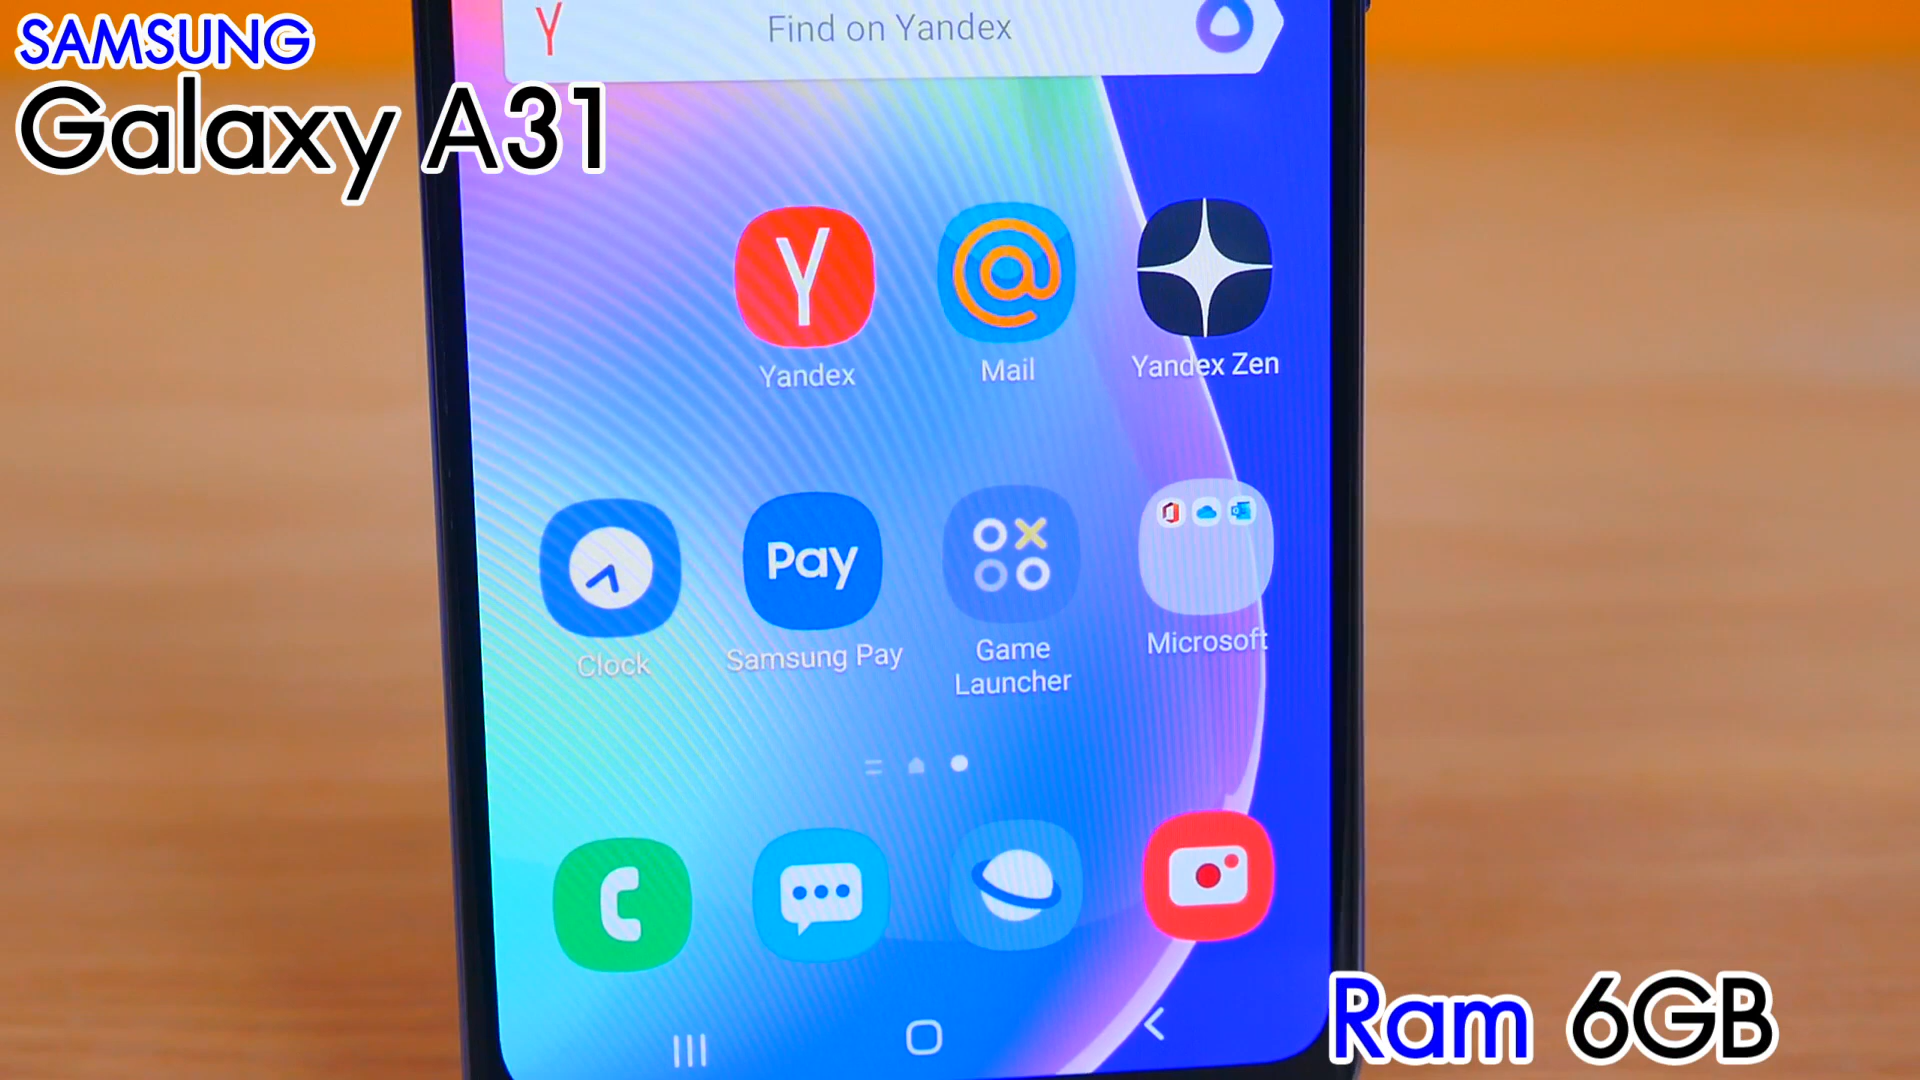 SAMSUNG
Galaxy A31
Y
Find on Yandex
Y
@
Yandex
Mail
Yandex Zen
Pay
Clock
Samsung Pay
Game
Launcher
Microsoft
Ram 6GB